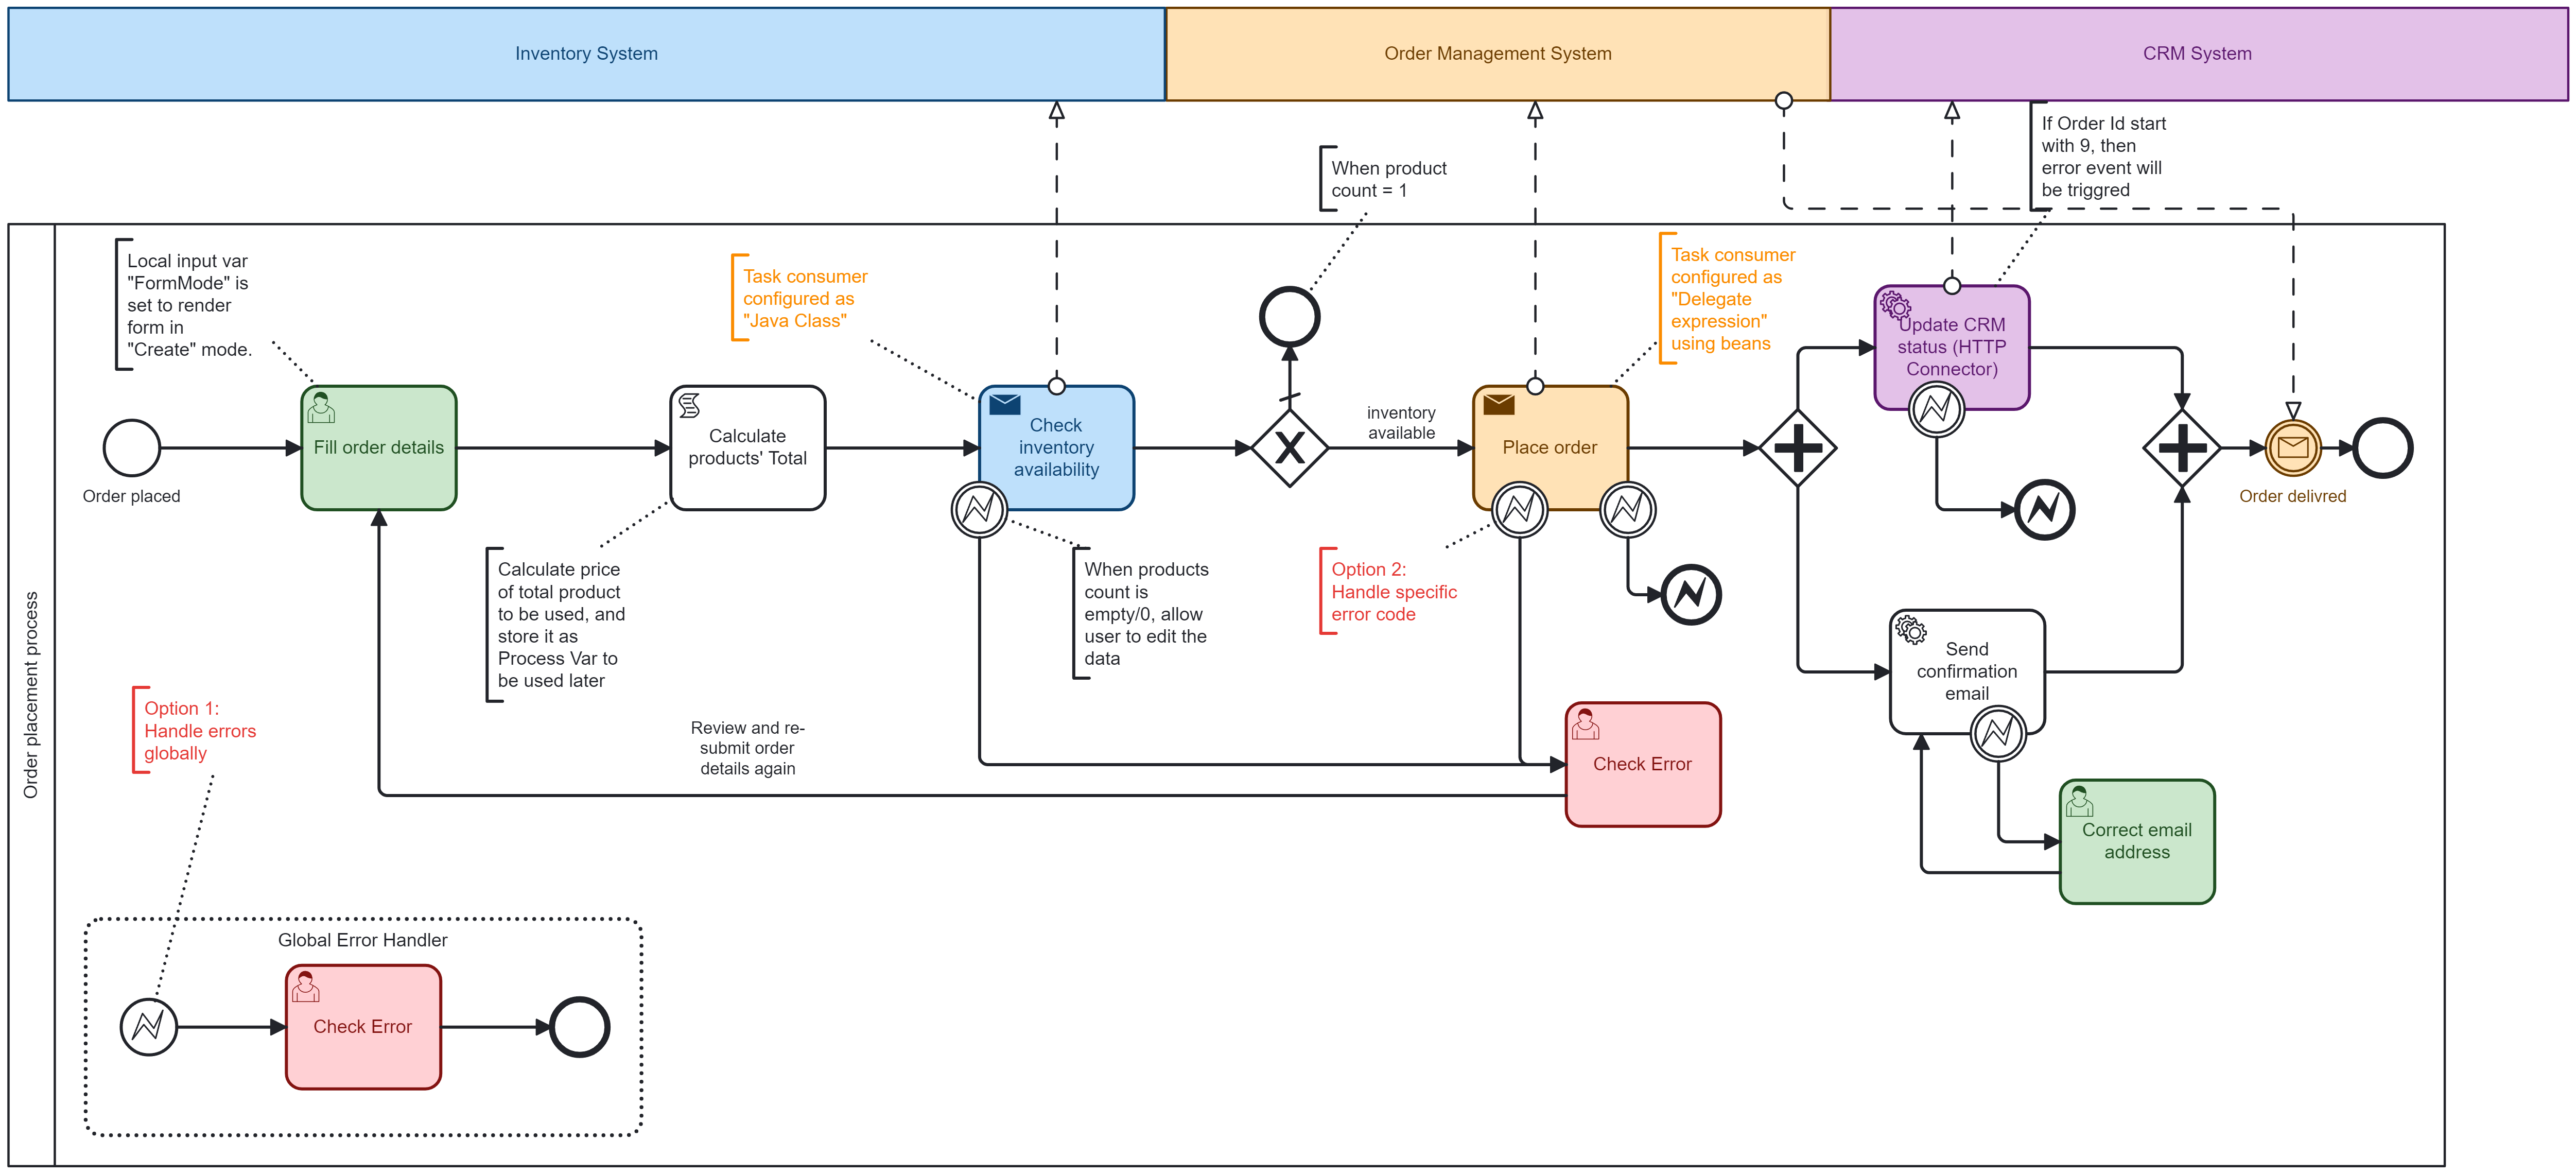 Inventory System
Order Management System
CRM System
If Order Id start
with 9, then
error event will
be triggred
When product
count = 1
Order placement process
Local input var
"FormMode" is
set to render
form in
"Create" mode.
Task consumer
configured as
"Java Class"
Task consumer
configured as
"Delegate
expression"
using beans
Order placed
Fill order details
Calculate
products' Total
Check
inventory
availability
inventory
available
Place order
Update CRM
status (HTTP
Connector)
Order delivred
Calculate price
of total product
to be used, and
store it as
Process Var to
be used later
When products
count is
empty/0, allow
user to edit the
data
Option 2:
Handle specific
error code
Send
confirmation
email
Option 1:
Handle errors
globally
Review and re-
submit order
details again
Check Error
Correct email
address
Global Error Handler
Check Error